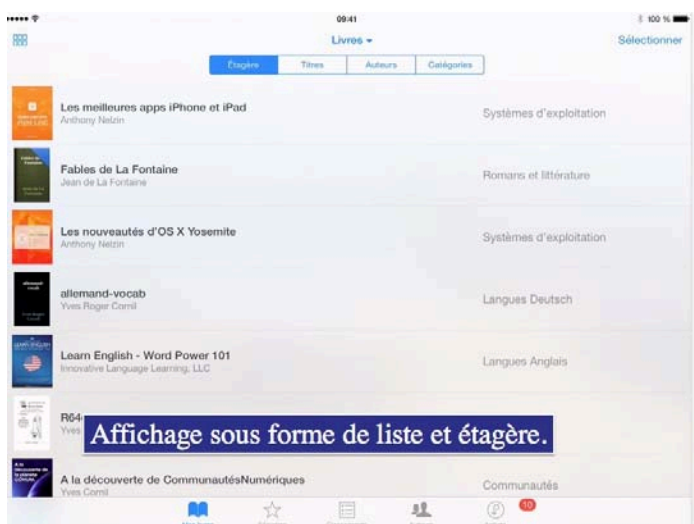 09:41
100 %
Livres
Sélectionner
Étagère Titres Auteurs Catégories
Les meilleures apps iPhone et iPad
Anthony Nelzin
Systèmes d'exploitation
Fables de La Fontaine
Jean de La Fontaine
Romans et littérature
Les nouveautés d'OS X Yosemite
Anthony Nelzin
Systèmes d'exploitation
allemand-vocab
Yves Roger Cornil
Langues Deutsch
Learn English - Word Power 101
Innovative Language Learning, LLC
Langues Anglais
R64
Yves
Affichage sous forme de liste et étagère.
A la découverte de CommunautésNumériques
Yves Cornil
Communautés
10